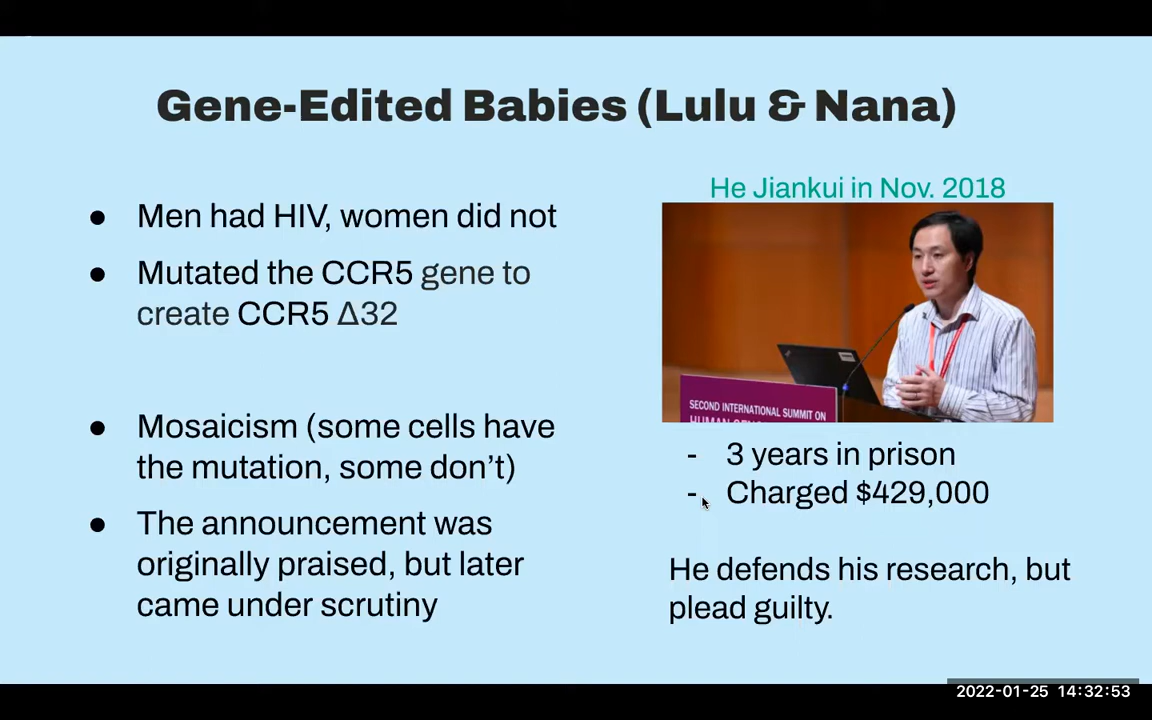 Gene-Edited Babies (Lulu & Nana)
● Men had HIV, women did not
● Mutated the CCR5 gene to
create CCR5 Δ32
● Mosaicism (some cells have
the mutation, some don't)
● The announcement was
originally praised, but later
came under scrutiny
He Jiankui in Nov. 2018
SECOND INTERNATIONAL SUMMIT ON
- 3 years in prison
- Charged $429,000
He defends his research, but
plead guilty.
2022-01-25 14:32:53